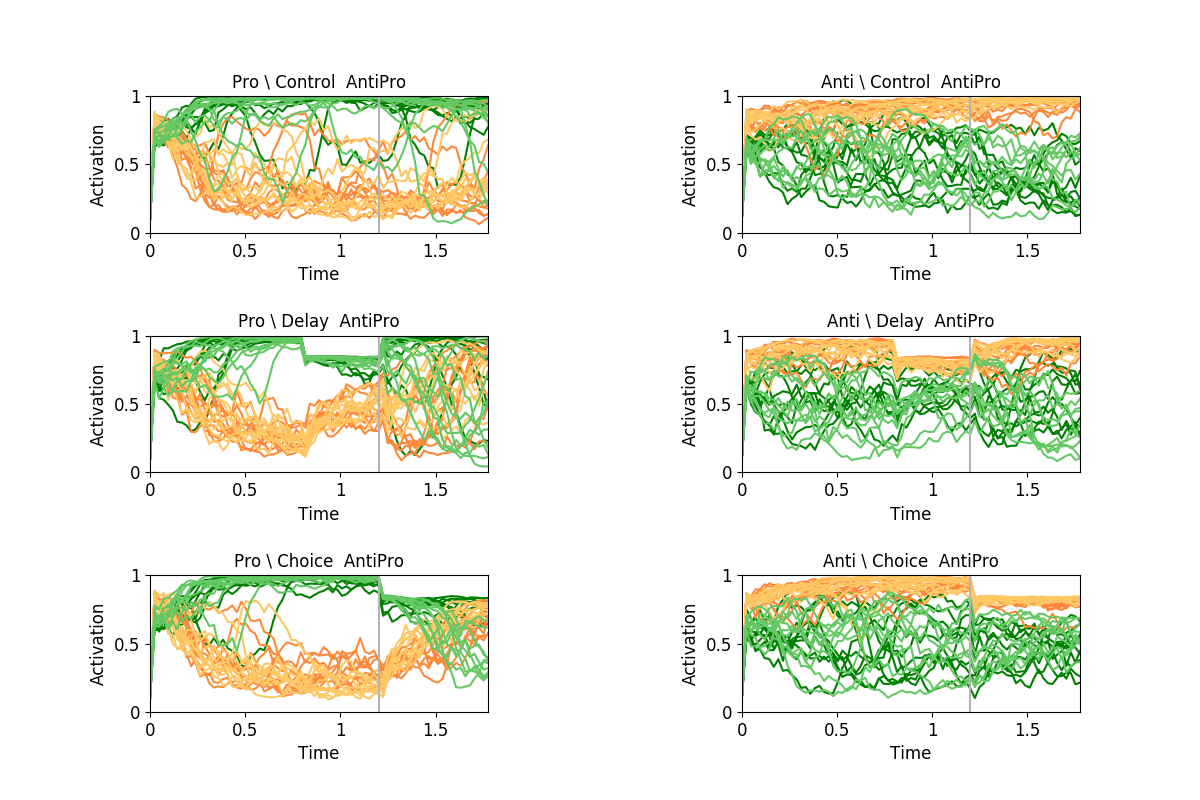 Pro \ Control  AntiPro
Activation
1
0.5
0
0
0.5
1
1.5
Time
Anti \ Control  AntiPro
Activation
1
0.5
0
0
0.5
1
1.5
Time
Pro \ Delay  AntiPro
Activation
1
0.5
0
0
0.5
1
1.5
Time
Anti \ Delay  AntiPro
Activation
1
0.5
0
0
0.5
1
1.5
Time
Pro \ Choice  AntiPro
Activation
1
0.5
0
0
0.5
1
1.5
Time
Anti \ Choice  AntiPro
Activation
1
0.5
0
0
0.5
1
1.5
Time